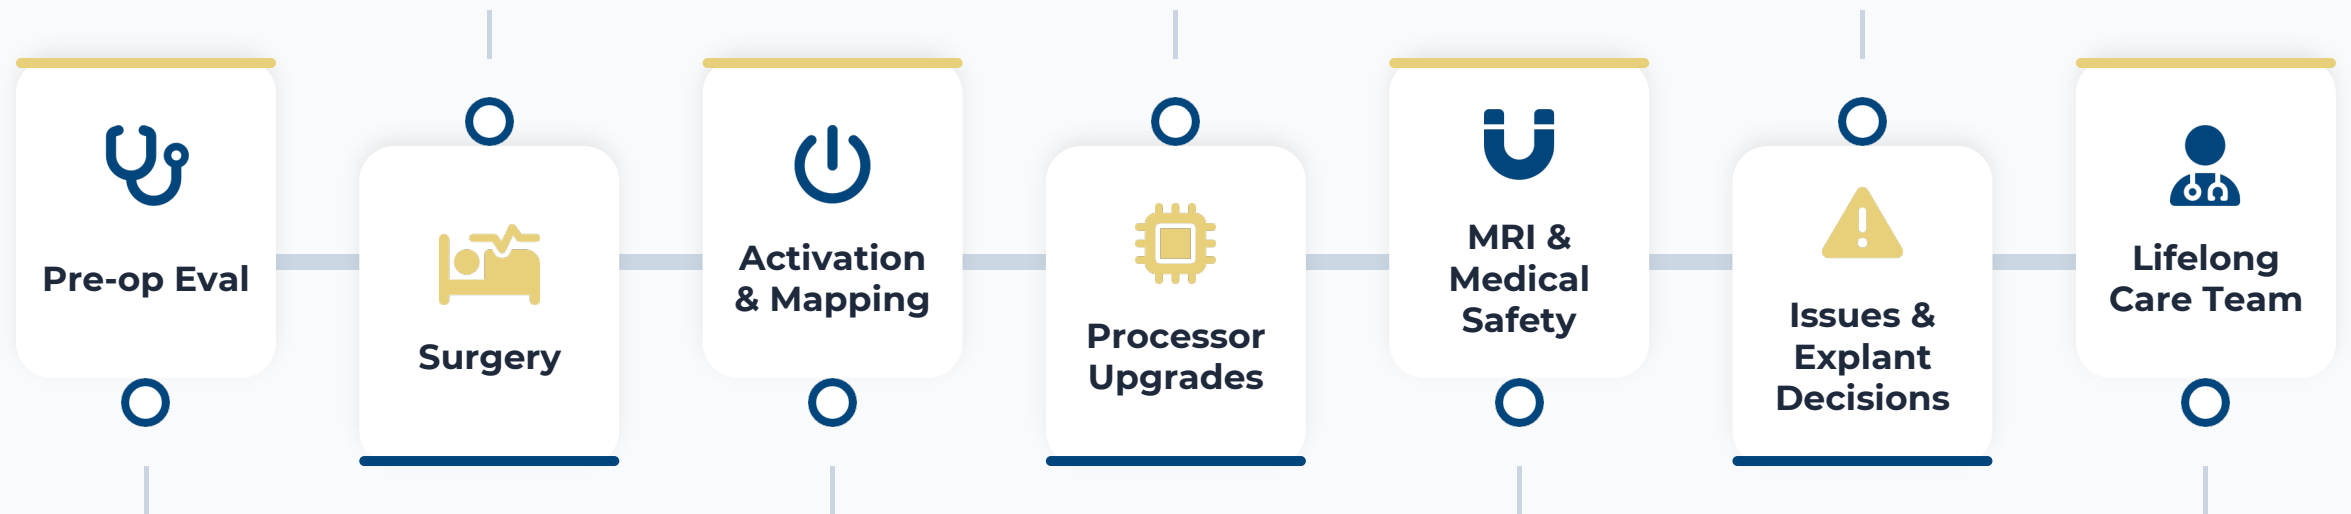 Pre-op Eval
Surgery
Activation
& Mapping
Processor
Upgrades
MRI &
Medical
Safety
Issues &
Explant
Decisions
Lifelong
Care Team